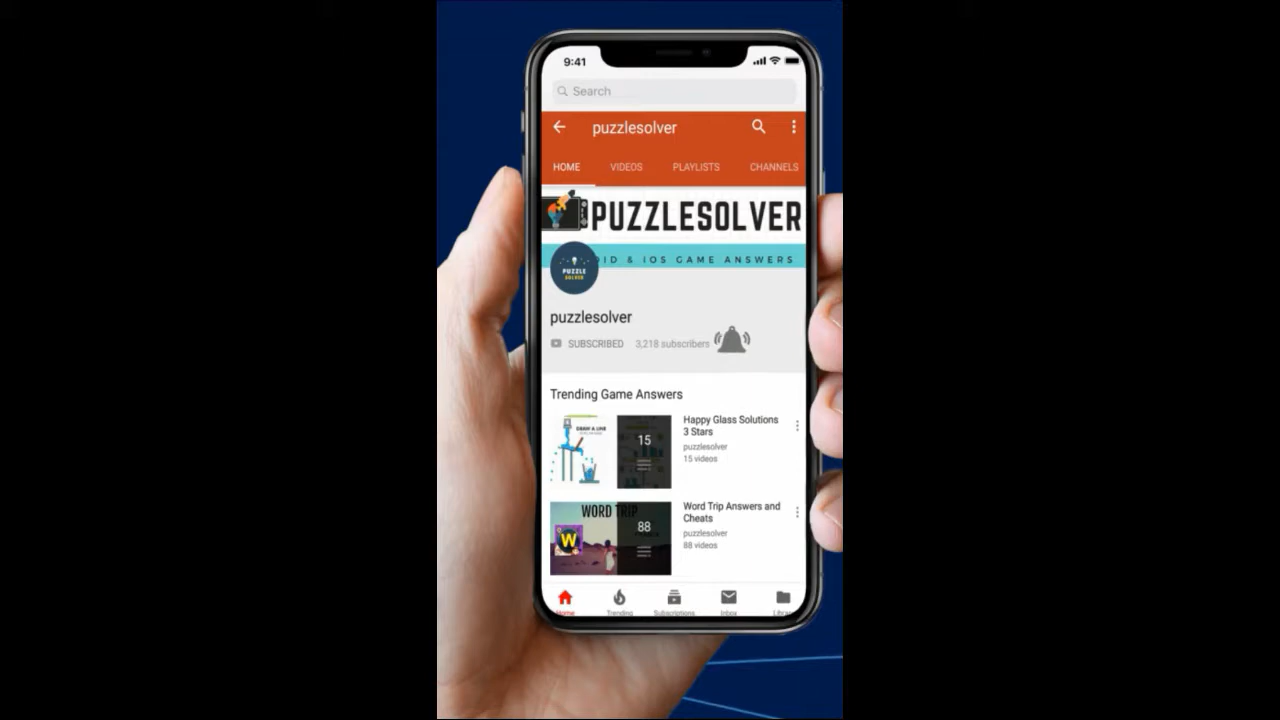 9:41
Search
puzzlesolver
HOME VIDEOS PLAYLISTS CHANNELS
PUZZLESOLVER
OID & IOS GAME ANSWERS
PUZZLE
SOLVER
puzzlesolver
SUBSCRIBED 3,218 subscribers
Trending Game Answers
DRAW A LINE
15
Happy Glass Solutions
3 Stars
puzzlesolver
15 videos
WORD TRIP
W
88
Word Trip Answers and
Cheats
puzzlesolver
88 videos
Home Trending Subscriptions Inbox